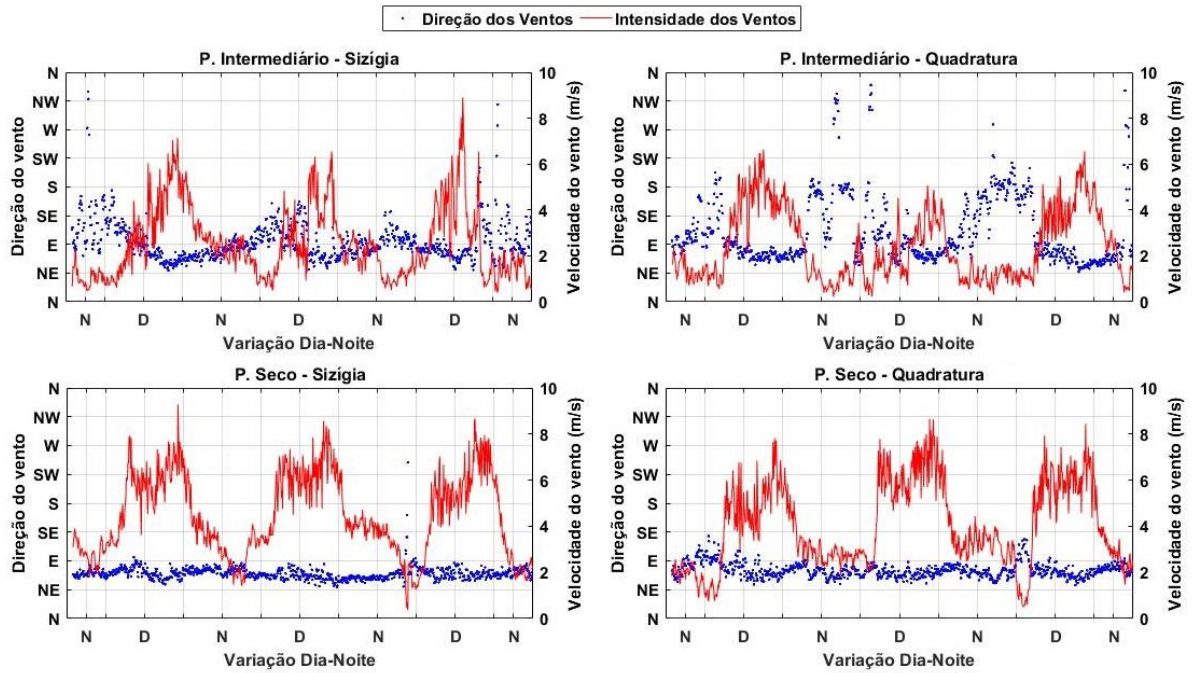 Direção dos Ventos Intensidade dos Ventos
P. Intermediário - Sizígia
N
NW
W
SW
S
SE
E
NE
N
Direção do vento
10
8
6
4
2
0
Velocidade do vento (m/s)
N D N D N D N
Variação Dia-Noite
P. Intermediário - Quadratura
N
NW
W
SW
S
SE
E
NE
N
Direção do vento
10
8
6
4
2
0
Velocidade do vento (m/s)
N D N D N D N
Variação Dia-Noite
P. Seco - Sizígia
N
NW
W
SW
S
SE
E
NE
N
Direção do vento
10
8
6
4
2
0
Velocidade do vento (m/s)
N D N D N D N
Variação Dia-Noite
P. Seco - Quadratura
N
NW
W
SW
S
SE
E
NE
N
Direção do vento
10
8
6
4
2
0
Velocidade do vento (m/s)
N D N D N D N
Variação Dia-Noite